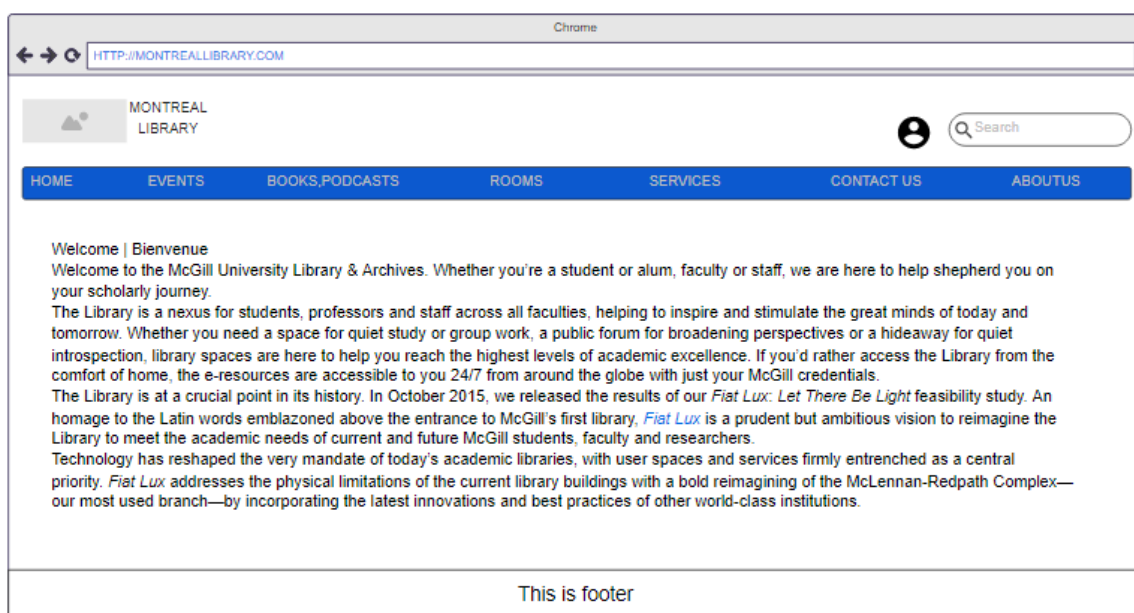 Chrome
HTTP://MONTREALLIBRARY.COM
MONTREAL
LIBRARY
Search
HOME EVENTS BOOKS,PODCASTS ROOMS SERVICES CONTACT US ABOUTUS
Welcome | Bienvenue
Welcome to the McGill University Library & Archives. Whether you’re a student or alum, faculty or staff, we are here to help shepherd you on
your scholarly journey.
The Library is a nexus for students, professors and staff across all faculties, helping to inspire and stimulate the great minds of today and
tomorrow. Whether you need a space for quiet study or group work, a public forum for broadening perspectives or a hideaway for quiet
introspection, library spaces are here to help you reach the highest levels of academic excellence. If you’d rather access the Library from the
comfort of home, the e-resources are accessible to you 24/7 from around the globe with just your McGill credentials.
The Library is at a crucial point in its history. In October 2015, we released the results of our Fiat Lux: Let There Be Light feasibility study. An
homage to the Latin words emblazoned above the entrance to McGill’s first library, Fiat Lux is a prudent but ambitious vision to reimagine the
Library to meet the academic needs of current and future McGill students, faculty and researchers.
Technology has reshaped the very mandate of today’s academic libraries, with user spaces and services firmly entrenched as a central
priority. Fiat Lux addresses the physical limitations of the current library buildings with a bold reimagining of the McLennan-Redpath Complex—
our most used branch—by incorporating the latest innovations and best practices of other world-class institutions.
This is footer